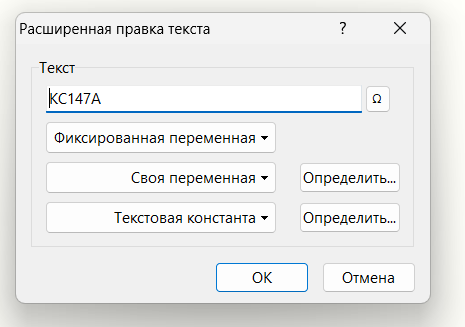 Расширенная правка текста ?
Текст
КС147А Ω
Фиксированная переменная
Своя переменная Определить...
Текстовая константа Определить...
OK Отмена